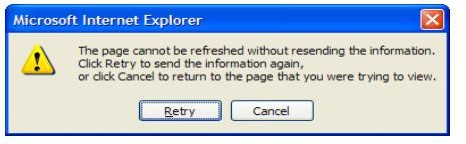 Microsoft Internet Explorer
The page cannot be refreshed without resending the information.
Click Retry to send the information again,
or click Cancel to return to the page that you were trying to view.
Retry
Cancel